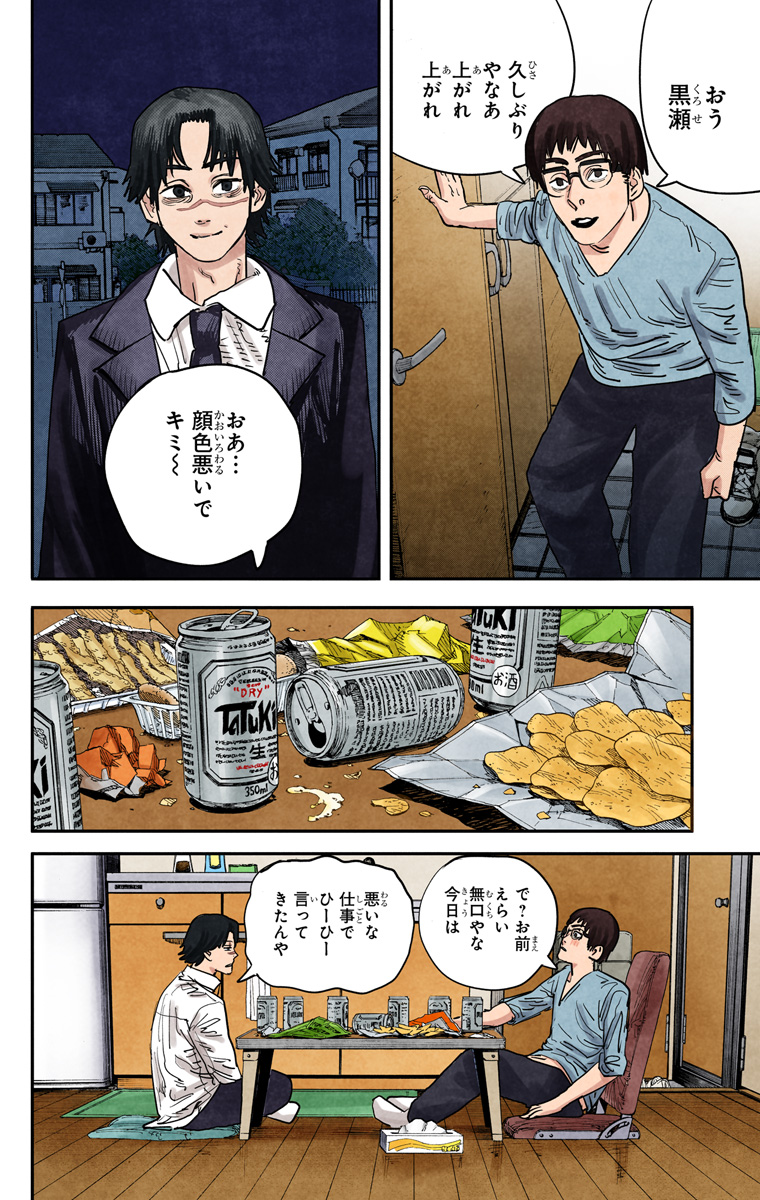 おう
黒瀬
久しぶり
やなあ
上がれ
上がれ
おあ…
顔色悪いで
キミ〜
"DRY"
TaTuKi
生
350ml
お
TaTuKi
生
お酒
で？お前
えらい
無口やな
今日は
悪いな
仕事で
ひーひー
言って
きたんや